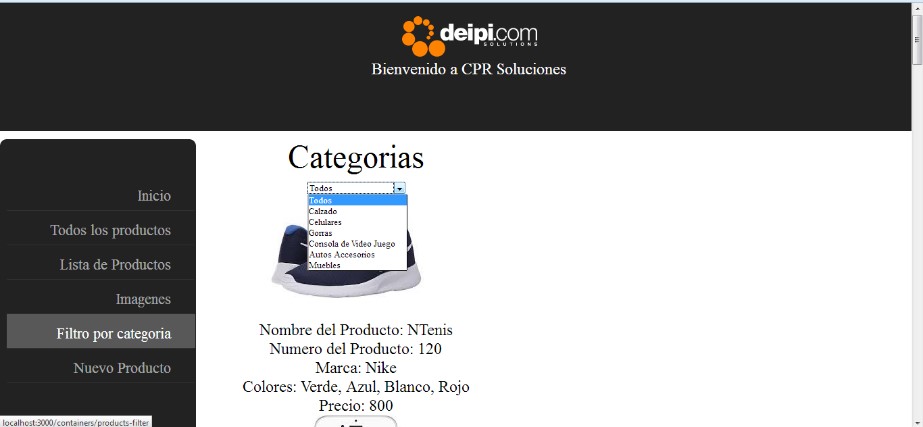 deipi.com
SOLUTIONS
Bienvenido a CPR Soluciones
Inicio
Todos los productos
Lista de Productos
Imagenes
Filtro por categoria
Nuevo Producto
Categorias
Todos
Todos
Calzado
Celulares
Gorras
Consola de Video Juego
Autos Accesorios
Muebles
Nombre del Producto: NTenis
Numero del Producto: 120
Marca: Nike
Colores: Verde, Azul, Blanco, Rojo
Precio: 800
localhost:3000/containers/products-filter